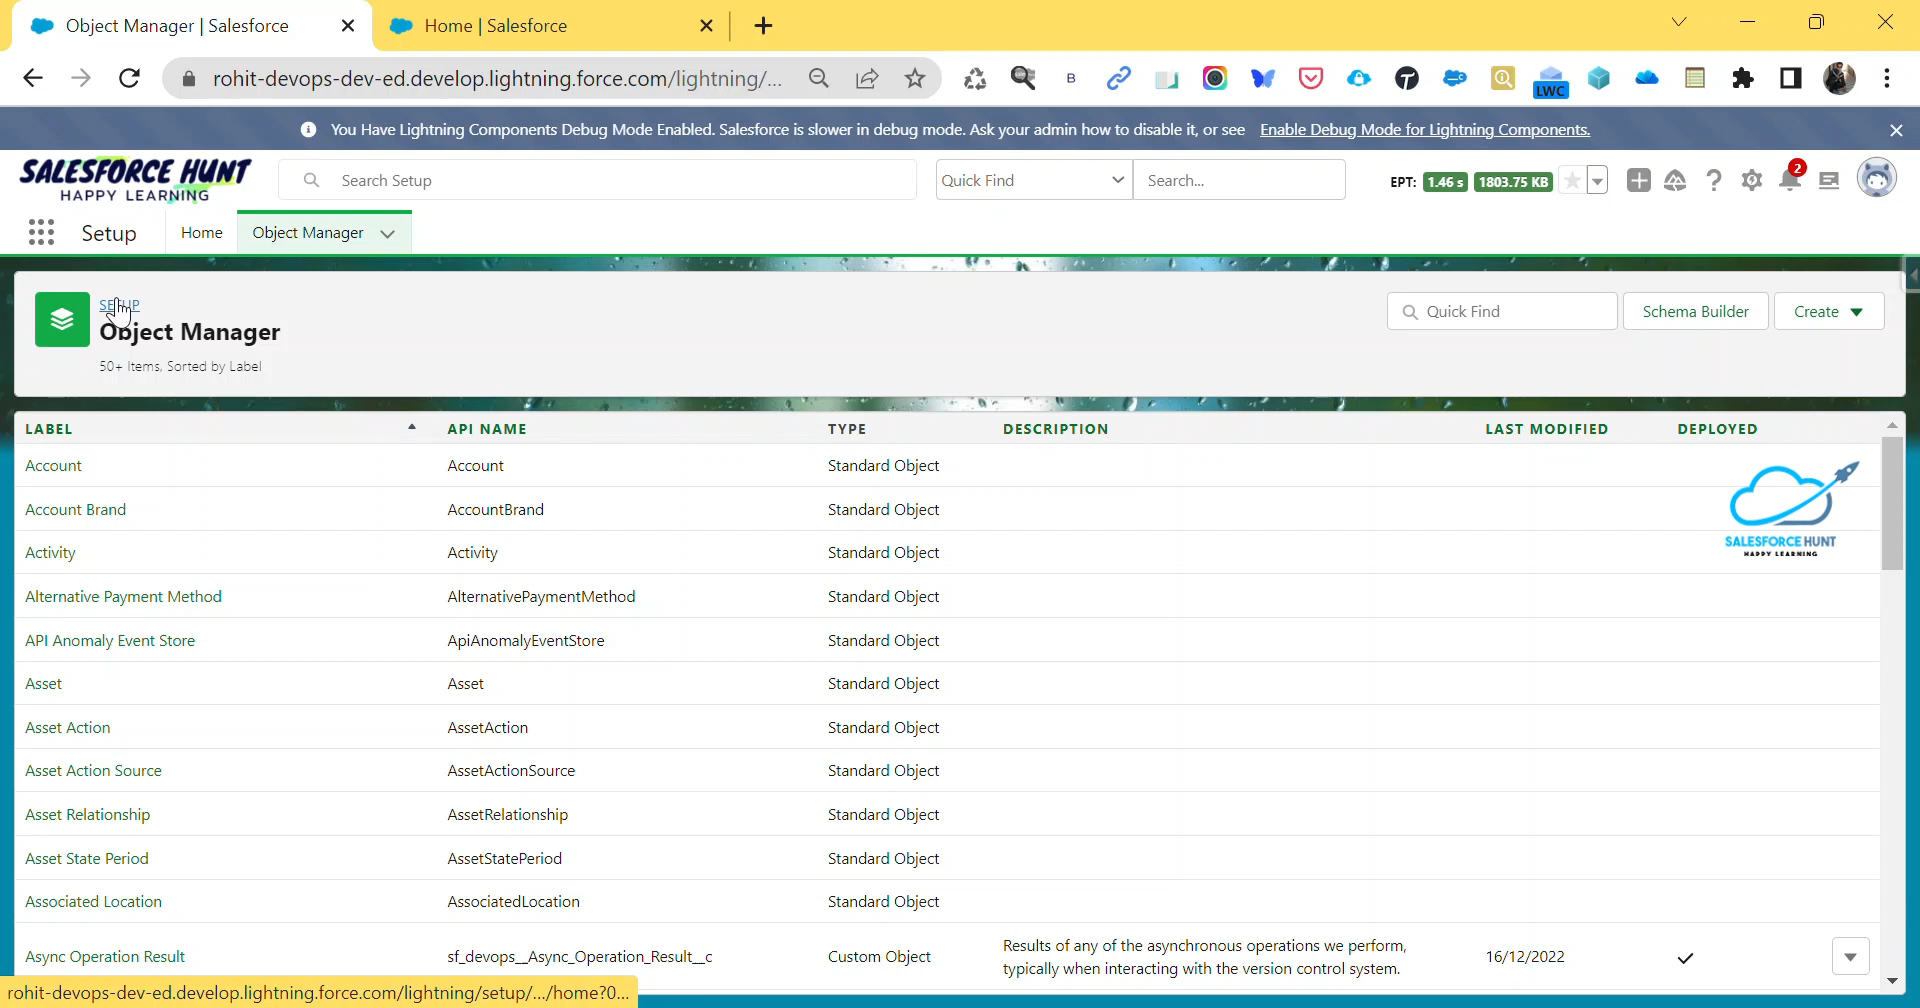 Object Manager | Salesforce
Home | Salesforce
rohit-devops-dev-ed.develop.lightning.force.com/lightning/...
B
LWC
You Have Lightning Components Debug Mode Enabled. Salesforce is slower in debug mode. Ask your admin how to disable it, or see Enable Debug Mode for Lightning Components.
SALESFORCE HUNT
HAPPY LEARNING
Search Setup
Quick Find
Search...
EPT: 1.46 s 1803.75 KB
2
Setup
Home
Object Manager
SETUP
Object Manager
50+ Items, Sorted by Label
Quick Find
Schema Builder
Create
LABEL API NAME TYPE DESCRIPTION LAST MODIFIED DEPLOYED
Account Account Standard Object
Account Brand AccountBrand Standard Object
Activity Activity Standard Object
Alternative Payment Method AlternativePaymentMethod Standard Object
API Anomaly Event Store ApiAnomalyEventStore Standard Object
Asset Asset Standard Object
Asset Action AssetAction Standard Object
Asset Action Source AssetActionSource Standard Object
Asset Relationship AssetRelationship Standard Object
Asset State Period AssetStatePeriod Standard Object
Associated Location AssociatedLocation Standard Object
Async Operation Result sf_devops__Async_Operation_Result__c Custom Object Results of any of the asynchronous operations we perform, 16/12/2022
typically when interacting with the version control system.
SALESFORCE HUNT
HAPPY LEARNING
rohit-devops-dev-ed.develop.lightning.force.com/lightning/setup/.../home?0...